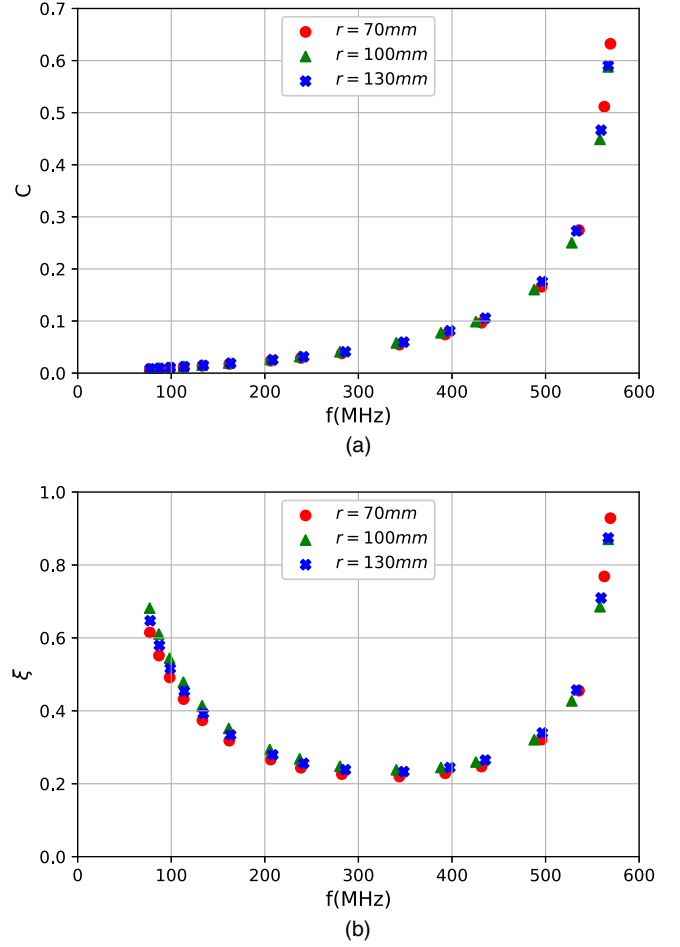 0.7
0.6
0.5
0.4
0.3
0.2
0.1
0.0
C
r = 70mm
r = 100mm
r = 130mm
0 100 200 300 400 500 600
f(MHz)
(a)
1.0
0.8
0.6
0.4
0.2
0.0
ξ
r = 70mm
r = 100mm
r = 130mm
0 100 200 300 400 500 600
f(MHz)
(b)